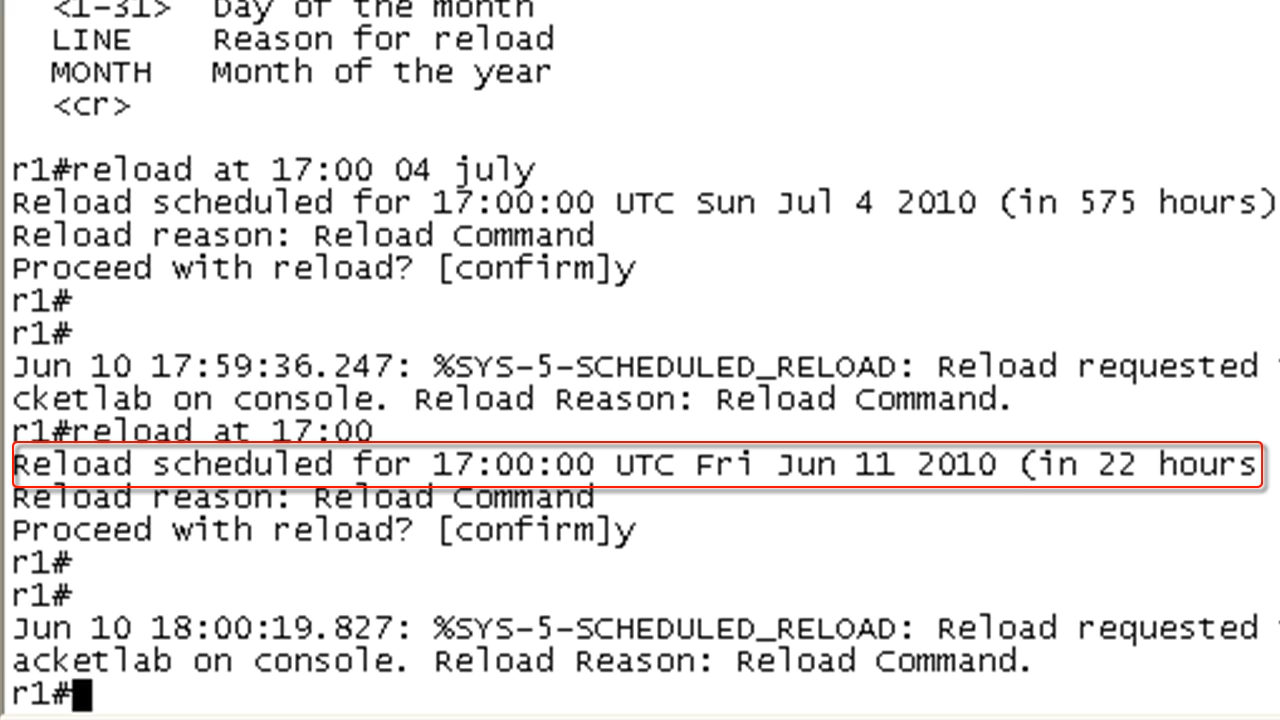 <1-31> Day of the month
LINE Reason for reload
MONTH Month of the year
<cr>
r1#reload at 17:00 04 july
Reload scheduled for 17:00:00 UTC Sun Jul 4 2010 (in 575 hours)
Reload reason: Reload Command
Proceed with reload? [confirm]y
r1#
r1#
Jun 10 17:59:36.247: %SYS-5-SCHEDULED_RELOAD: Reload requested
cketlab on console. Reload Reason: Reload Command.
r1#reload at 17:00
Reload scheduled for 17:00:00 UTC Fri Jun 11 2010 (in 22 hours
Reload reason: Reload Command
Proceed with reload? [confirm]y
r1#
r1#
Jun 10 18:00:19.827: %SYS-5-SCHEDULED_RELOAD: Reload requested
acketlab on console. Reload Reason: Reload Command.
r1#